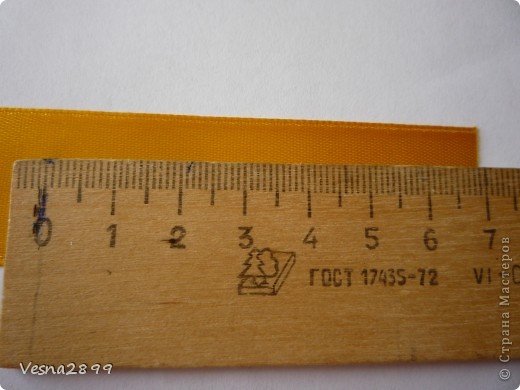 0 1 2 3 4 5 6 7
ГОСТ 17435-72
Vesna2899
© Страна Мастеров